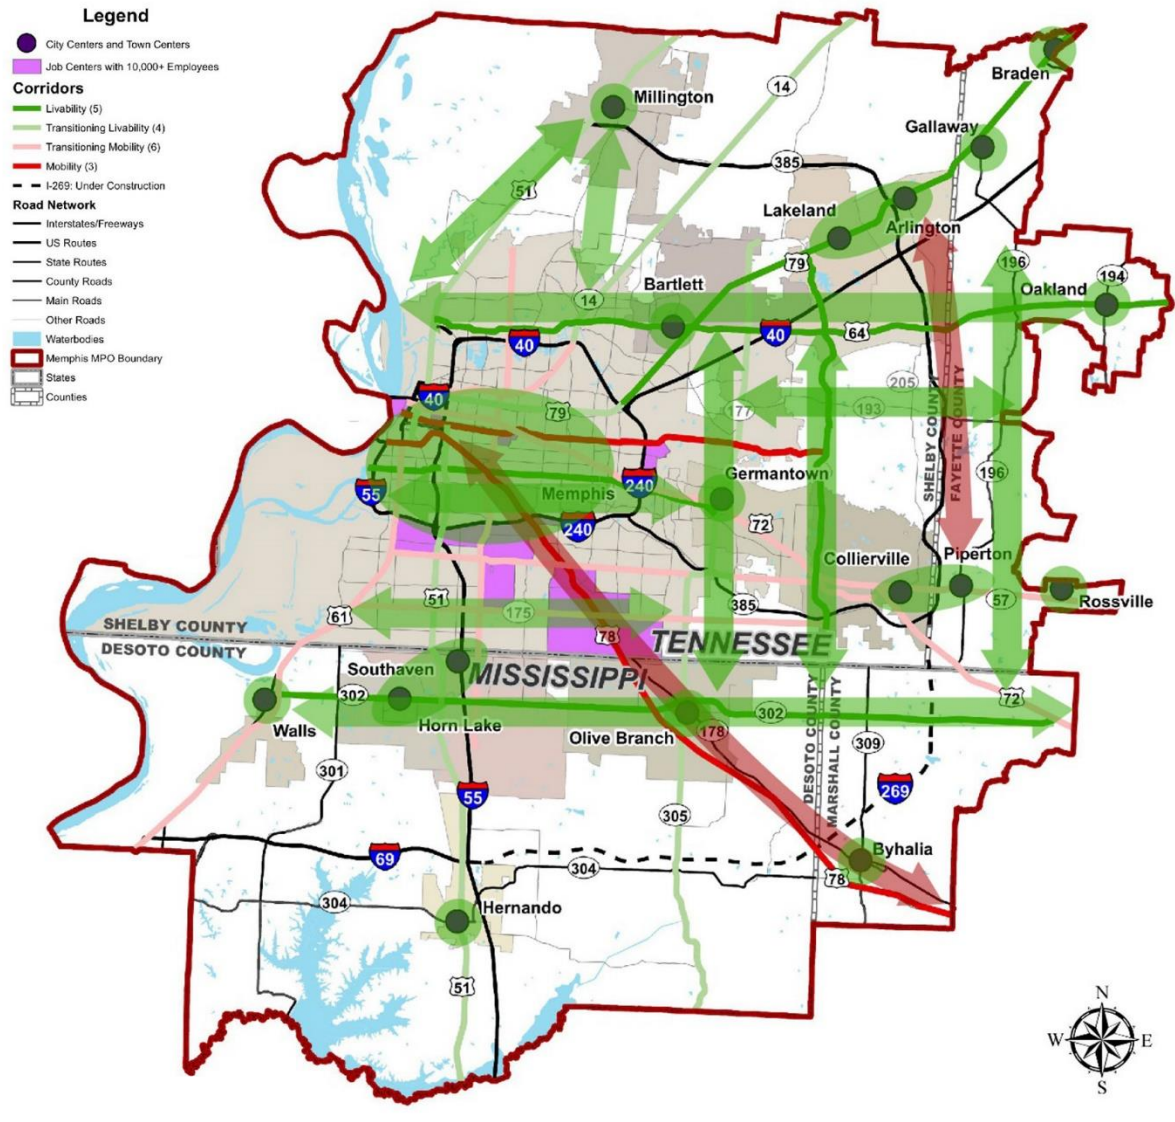 Legend
City Centers and Town Centers
Job Centers with 10,000+ Employees
Corridors
Livability (5)
Transitioning Livability (4)
Transitioning Mobility (6)
Mobility (3)
I-269: Under Construction
Road Network
Interstates/Freeways
US Routes
State Routes
County Roads
Main Roads
Other Roads
Waterbodies
Memphis MPO Boundary
States
Counties
Braden
14
Millington
Gallaway
385
51
Lakeland
Arlington
79
196
194
Bartlett
Oakland
14
40
40
64
205
40
79
177
193
SHELBY COUNTY
FAYETTE COUNTY
Germantown
196
55
Memphis
240
240
72
Collierville
Piperton
51
175
385
57
Rossville
61
SHELBY COUNTY
78
TENNESSEE
DESOTO COUNTY
Southaven
MISSISSIPPI
302
72
Walls
Horn Lake
Olive Branch
178
302
309
DESOTO COUNTY
MARSHALL COUNTY
301
55
269
305
69
304
Byhalia
78
304
Hernando
51
N
W
E
S